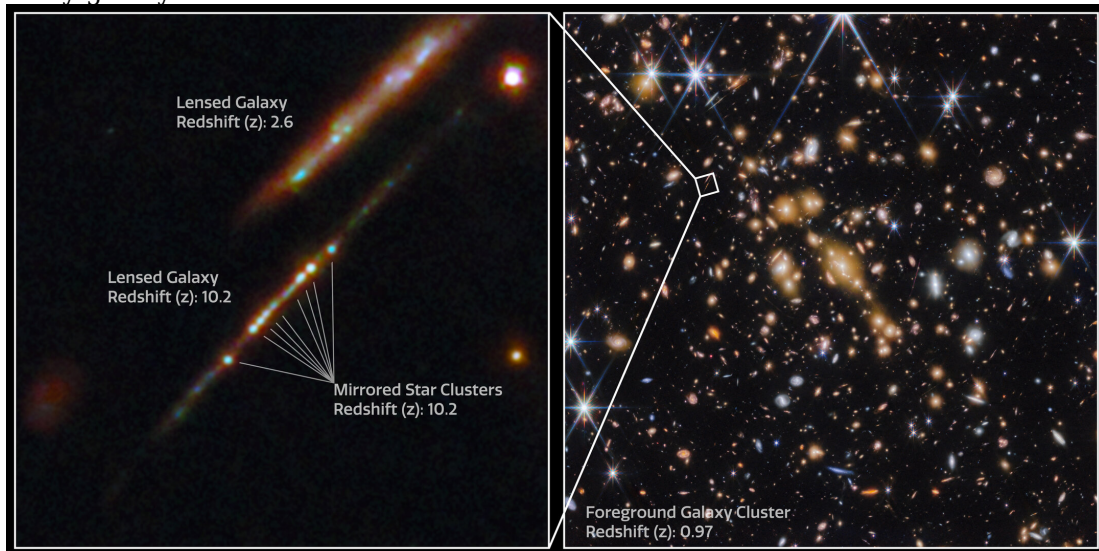 Lensed Galaxy
Redshift (z): 2.6
Lensed Galaxy
Redshift (z): 10.2
Mirrored Star Clusters
Redshift (z): 10.2
Foreground Galaxy Cluster
Redshift (z): 0.97